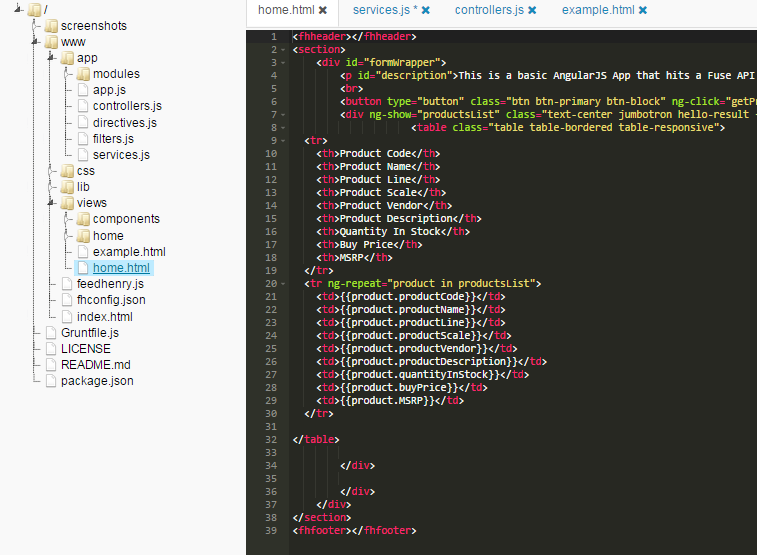 /
screenshots
www
app
modules
app.js
controllers.js
directives.js
filters.js
services.js
css
lib
views
components
home
example.html
home.html
feedhenry.js
fhconfig.json
index.html
Gruntfile.js
LICENSE
README.md
package.json
home.html ✖ services.js * ✖ controllers.js ✖ example.html ✖
1 <fhheader></fhheader>
2 <section>
3 <div id="formWrapper">
4 <p id="description">This is a basic AngularJS App that hits a Fuse API
5 <br>
6 <button type="button" class="btn btn-primary btn-block" ng-click="getPr
7 <div ng-show="productsList" class="text-center jumbotron hello-result
8 <table class="table table-bordered table-responsive">
9 <tr>
10 <th>Product Code</th>
11 <th>Product Name</th>
12 <th>Product Line</th>
13 <th>Product Scale</th>
14 <th>Product Vendor</th>
15 <th>Product Description</th>
16 <th>Quantity In Stock</th>
17 <th>Buy Price</th>
18 <th>MSRP</th>
19 </tr>
20 <tr ng-repeat="product in productsList">
21 <td>{{product.productCode}}</td>
22 <td>{{product.productName}}</td>
23 <td>{{product.productLine}}</td>
24 <td>{{product.productScale}}</td>
25 <td>{{product.productVendor}}</td>
26 <td>{{product.productDescription}}</td>
27 <td>{{product.quantityInStock}}</td>
28 <td>{{product.buyPrice}}</td>
29 <td>{{product.MSRP}}</td>
30 </tr>
31
32 </table>
33
34 </div>
35
36 </div>
37 </div>
38 </section>
39 <fhfooter></fhfooter>